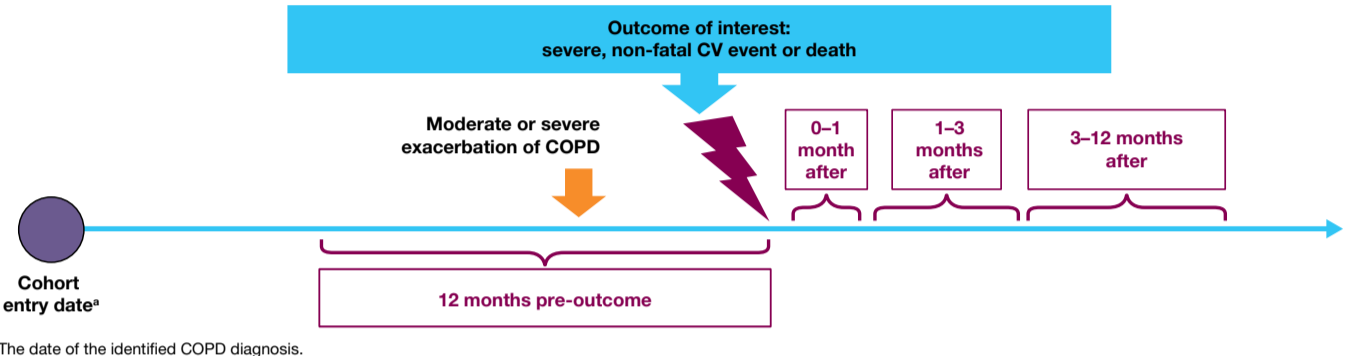 Outcome of interest:
severe, non-fatal CV event or death
Moderate or severe
exacerbation of COPD
0–1
month
after
1–3
months
after
3–12 months
after
Cohort
entry dateᵃ
12 months pre-outcome
The date of the identified COPD diagnosis.